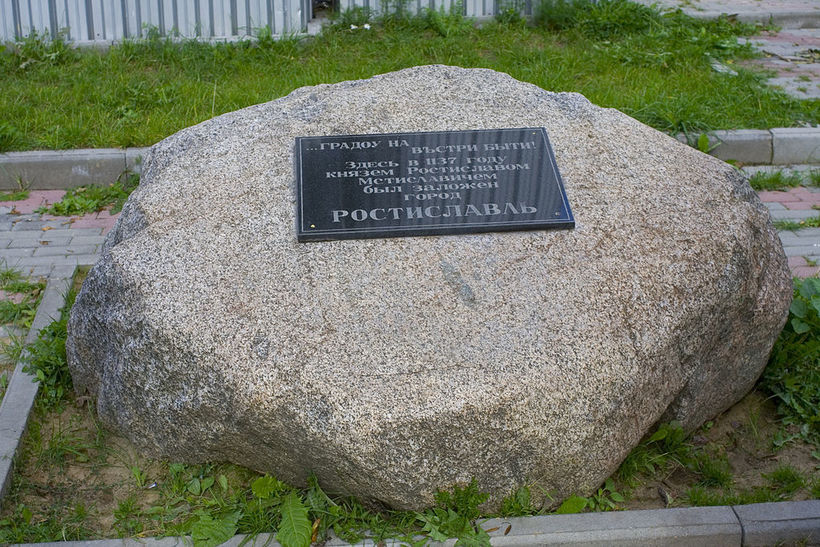 ...ГРАДОУ НА ВЪСТРИ БЫТИ!
Здесь в 1137 году
князем Ростиславом
Мстиславичем
был заложен
город
РОСТИСЛАВЛЬ